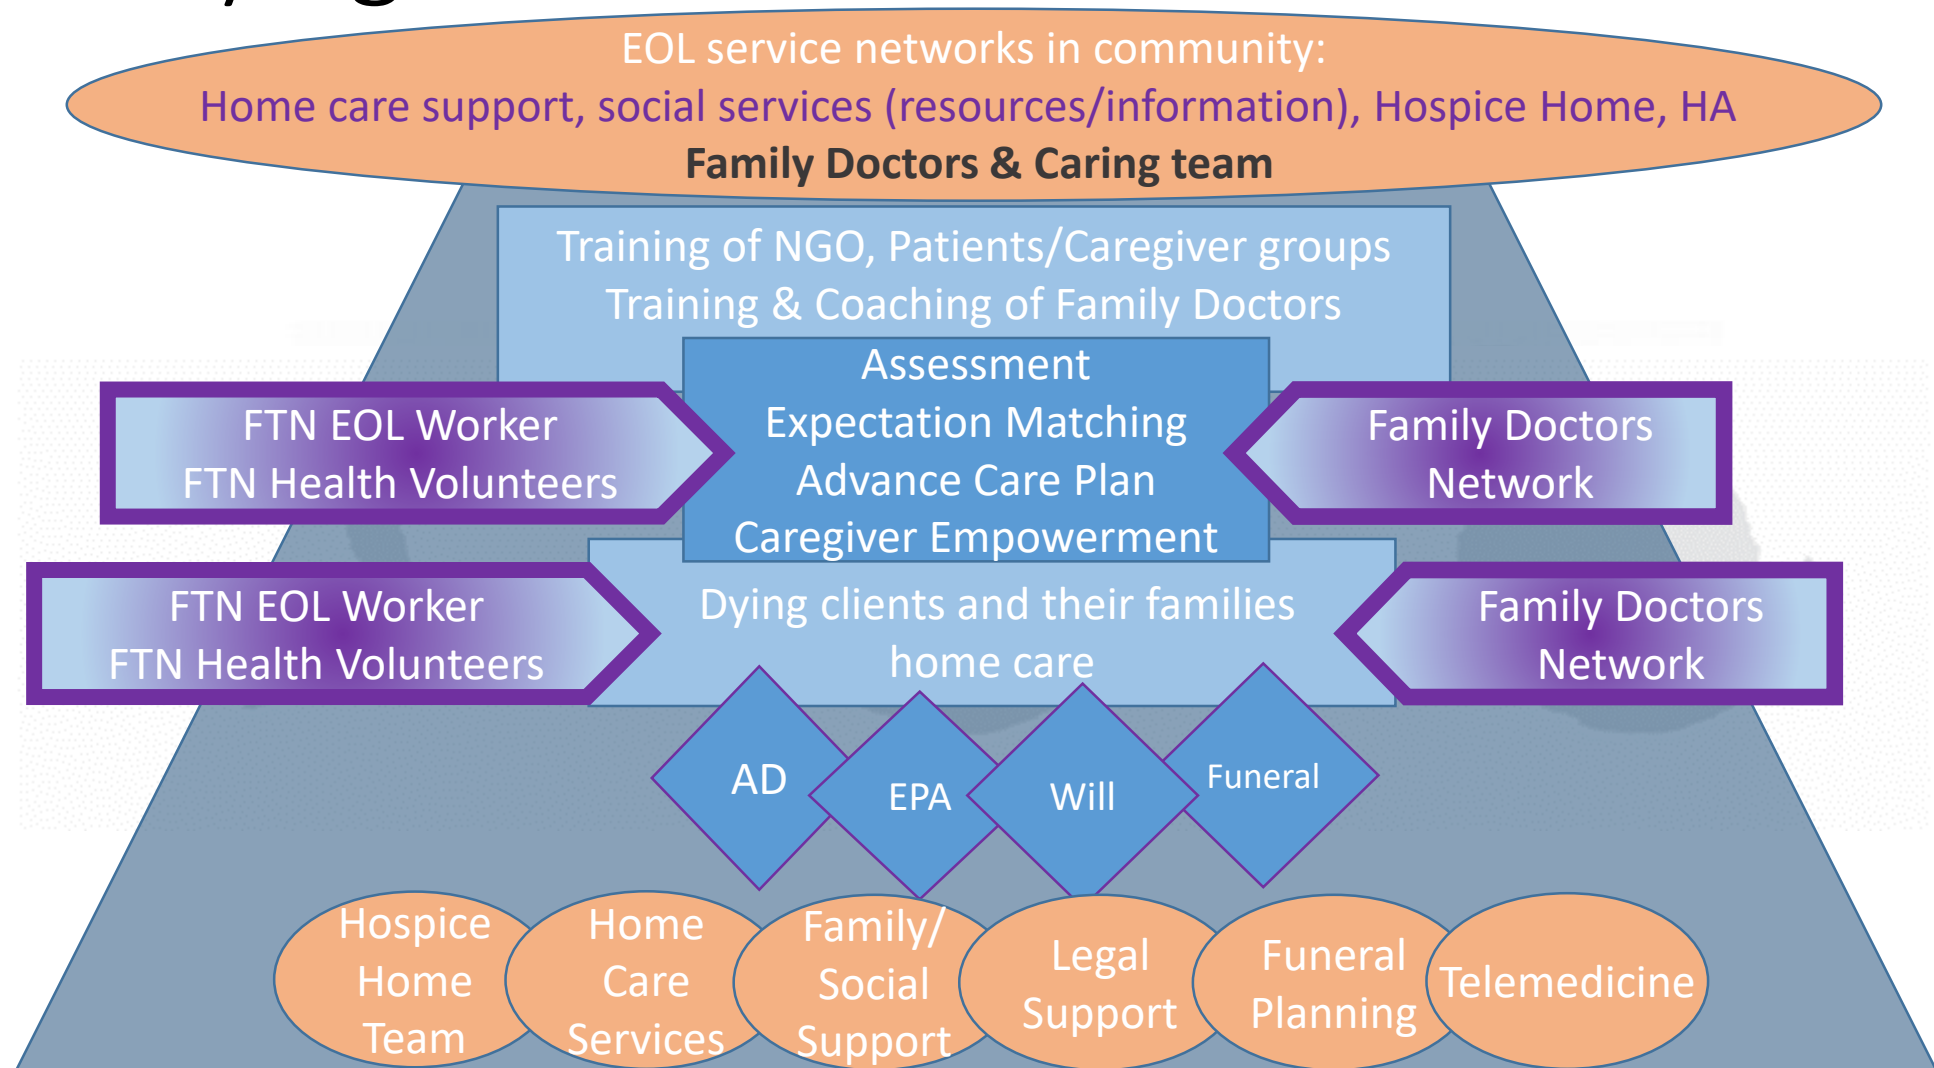 EOL service networks in community:
Home care support, social services (resources/information), Hospice Home, HA
Family Doctors & Caring team
Training of NGO, Patients/Caregiver groups
Training & Coaching of Family Doctors
Assessment
Expectation Matching
Advance Care Plan
Caregiver Empowerment
FTN EOL Worker
FTN Health Volunteers
Family Doctors
Network
FTN EOL Worker
FTN Health Volunteers
Dying clients and their families
home care
Family Doctors
Network
AD
EPA
Will
Funeral
Hospice
Home
Team
Home
Care
Services
Family/
Social
Support
Legal
Support
Funeral
Planning
Telemedicine